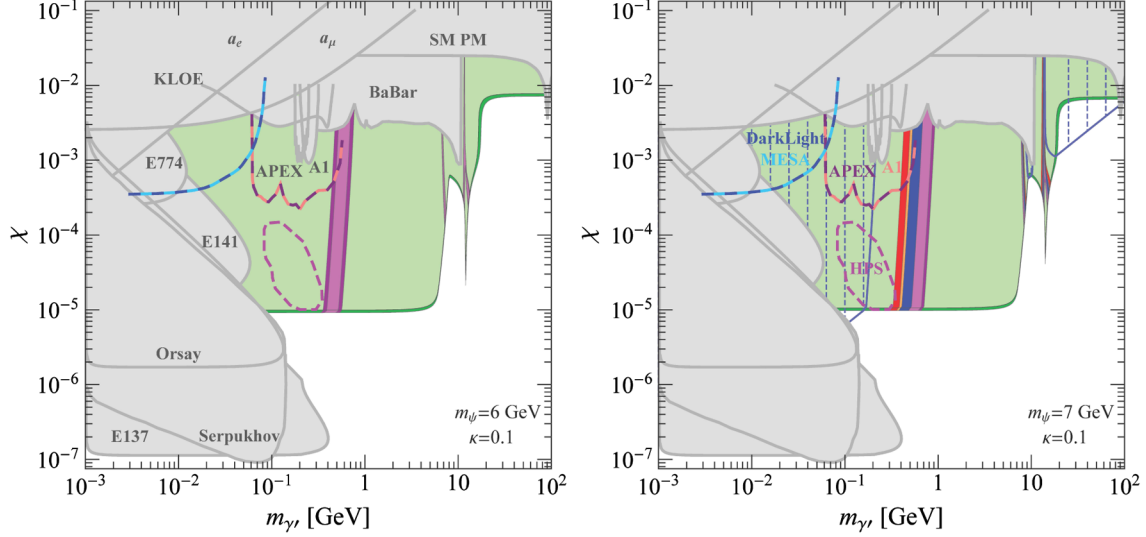 a_e
a_μ
SM PM
KLOE
BaBar
E774
APEX
A1
E141
Orsay
E137
Serpukhov
m_ψ=6 GeV
κ=0.1
χ
10^-1
10^-2
10^-3
10^-4
10^-5
10^-6
10^-7
10^-3
10^-2
10^-1
1
10
10^2
m_γ′ [GeV]
DarkLight
MESA
APEX
A1
HPS
m_ψ=7 GeV
κ=0.1
χ
10^-1
10^-2
10^-3
10^-4
10^-5
10^-6
10^-7
10^-3
10^-2
10^-1
1
10
10^2
m_γ′ [GeV]